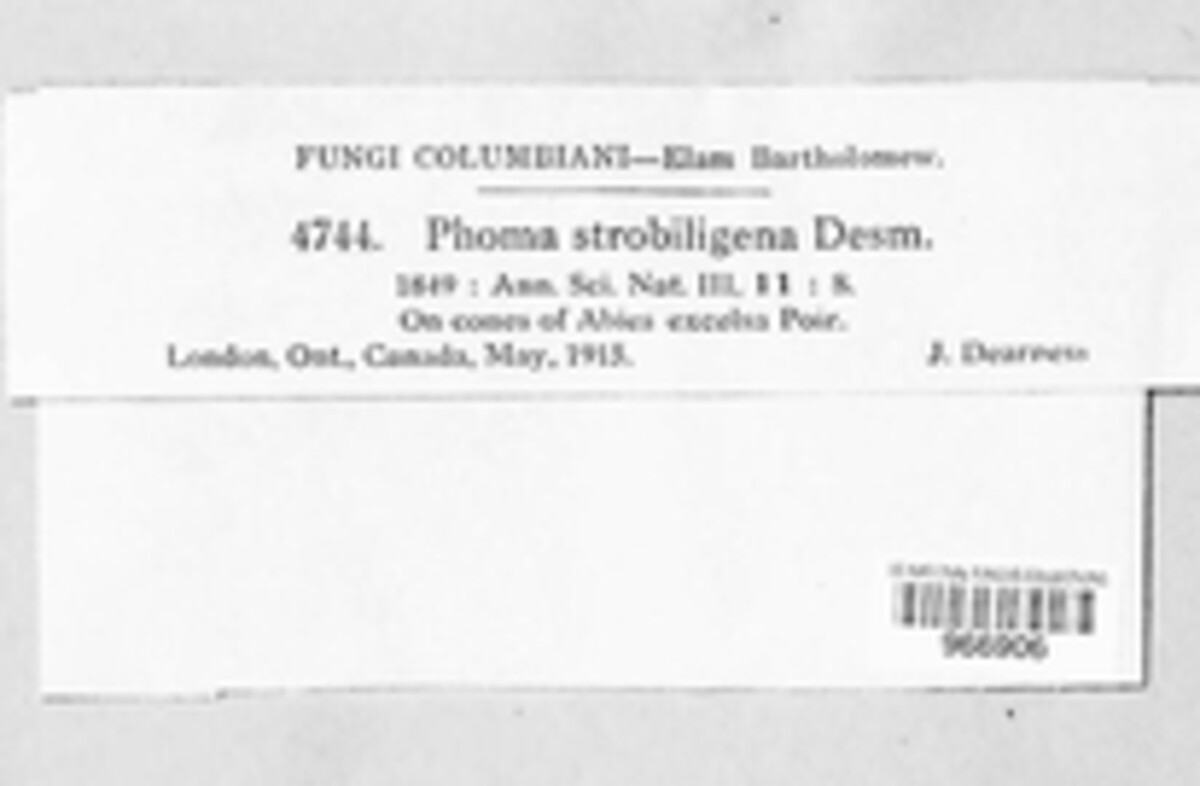 FUNGI COLUMBIANI—Elam Bartholomew.
4744. Phoma strobiligena Desm.
1849 : Ann. Sci. Nat. III, 11 : 8.
On cones of Abies excelsa Poir.
London, Ont., Canada, May, 1915. J. Dearness
966906